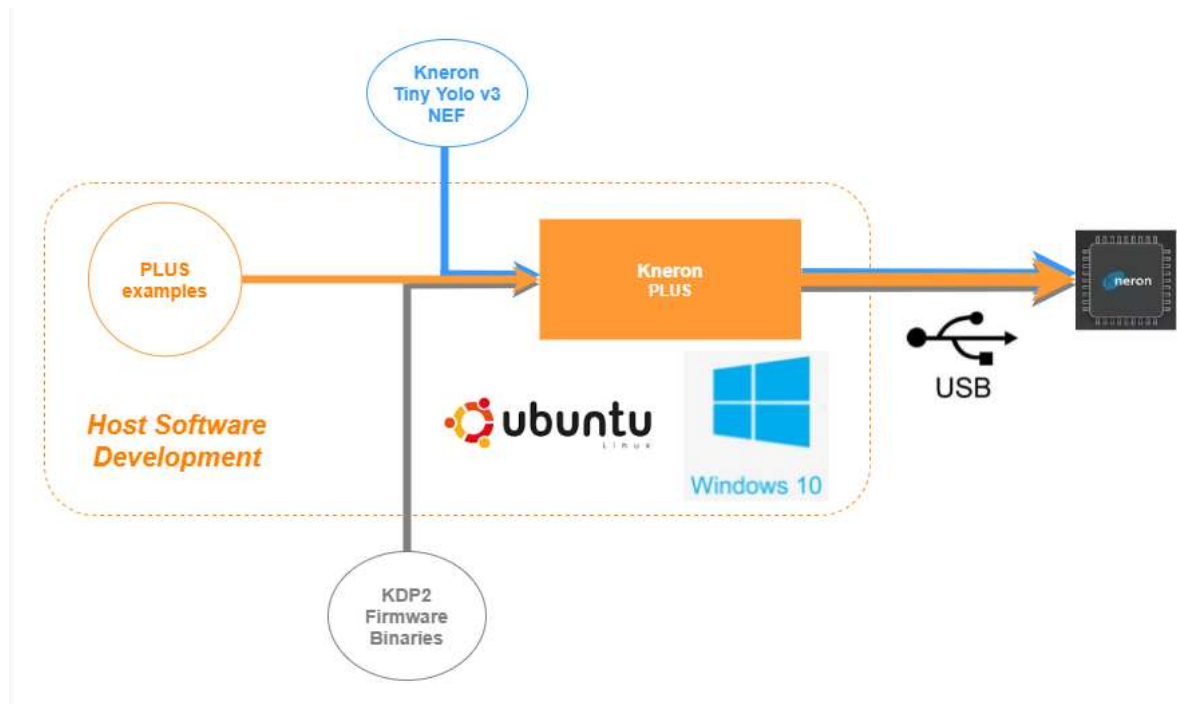 Kneron
Tiny Yolo v3
NEF
PLUS
examples
Kneron
PLUS
neron
USB
Host Software
Development
ubuntu
Linux
Windows 10
KDP2
Firmware
Binaries